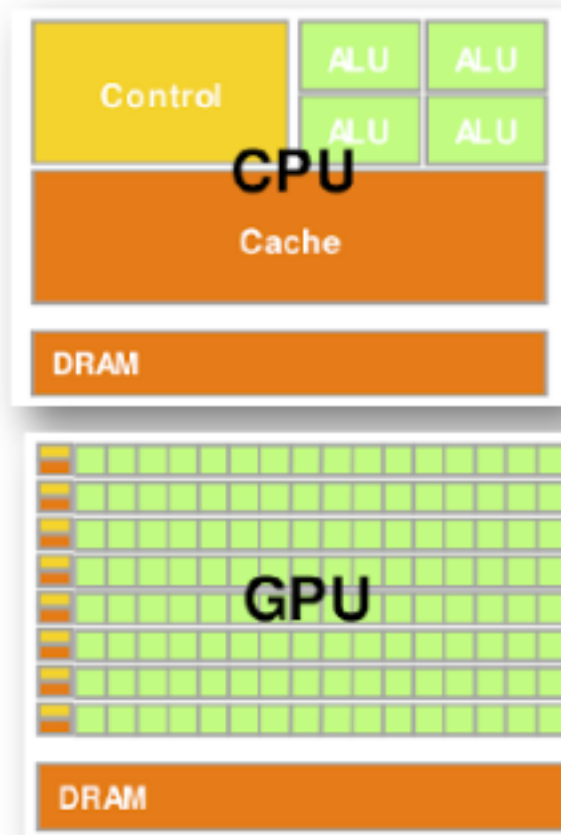 Control
ALU ALU
ALU ALU
CPU
Cache
DRAM
GPU
DRAM